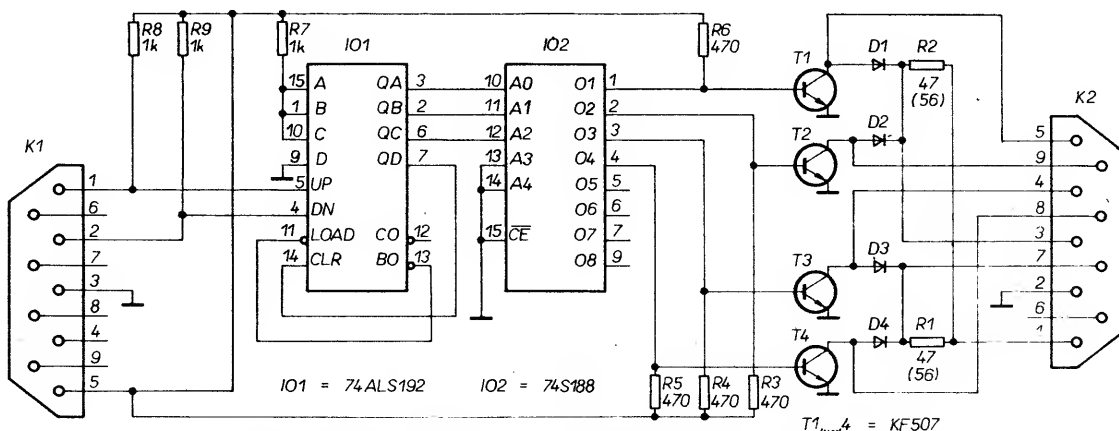 R8
1k
R9
1k
R7
1k
IO1
IO2
R6
470
T1
D1
R2
47
(56)
K2
K1
15 A QA 3
1 B QB 2
10 C QC 6
9 D QD 7
5 UP
4 DN
11 LOAD CO 12
14 CLR BO 13
10 A0 O1 1
11 A1 O2 2
12 A2 O3 3
13 A3 O4 4
14 A4 O5 5
O6 6
15 CE O7 7
O8 9
T2
D2
T3
D3
T4
D4
R1
47
(56)
1
6
2
7
3
8
4
9
5
5
9
4
8
3
7
2
6
1
R5
470
R4
470
R3
470
IO1 = 74ALS192
IO2 = 74S188
T1....4 = KF507